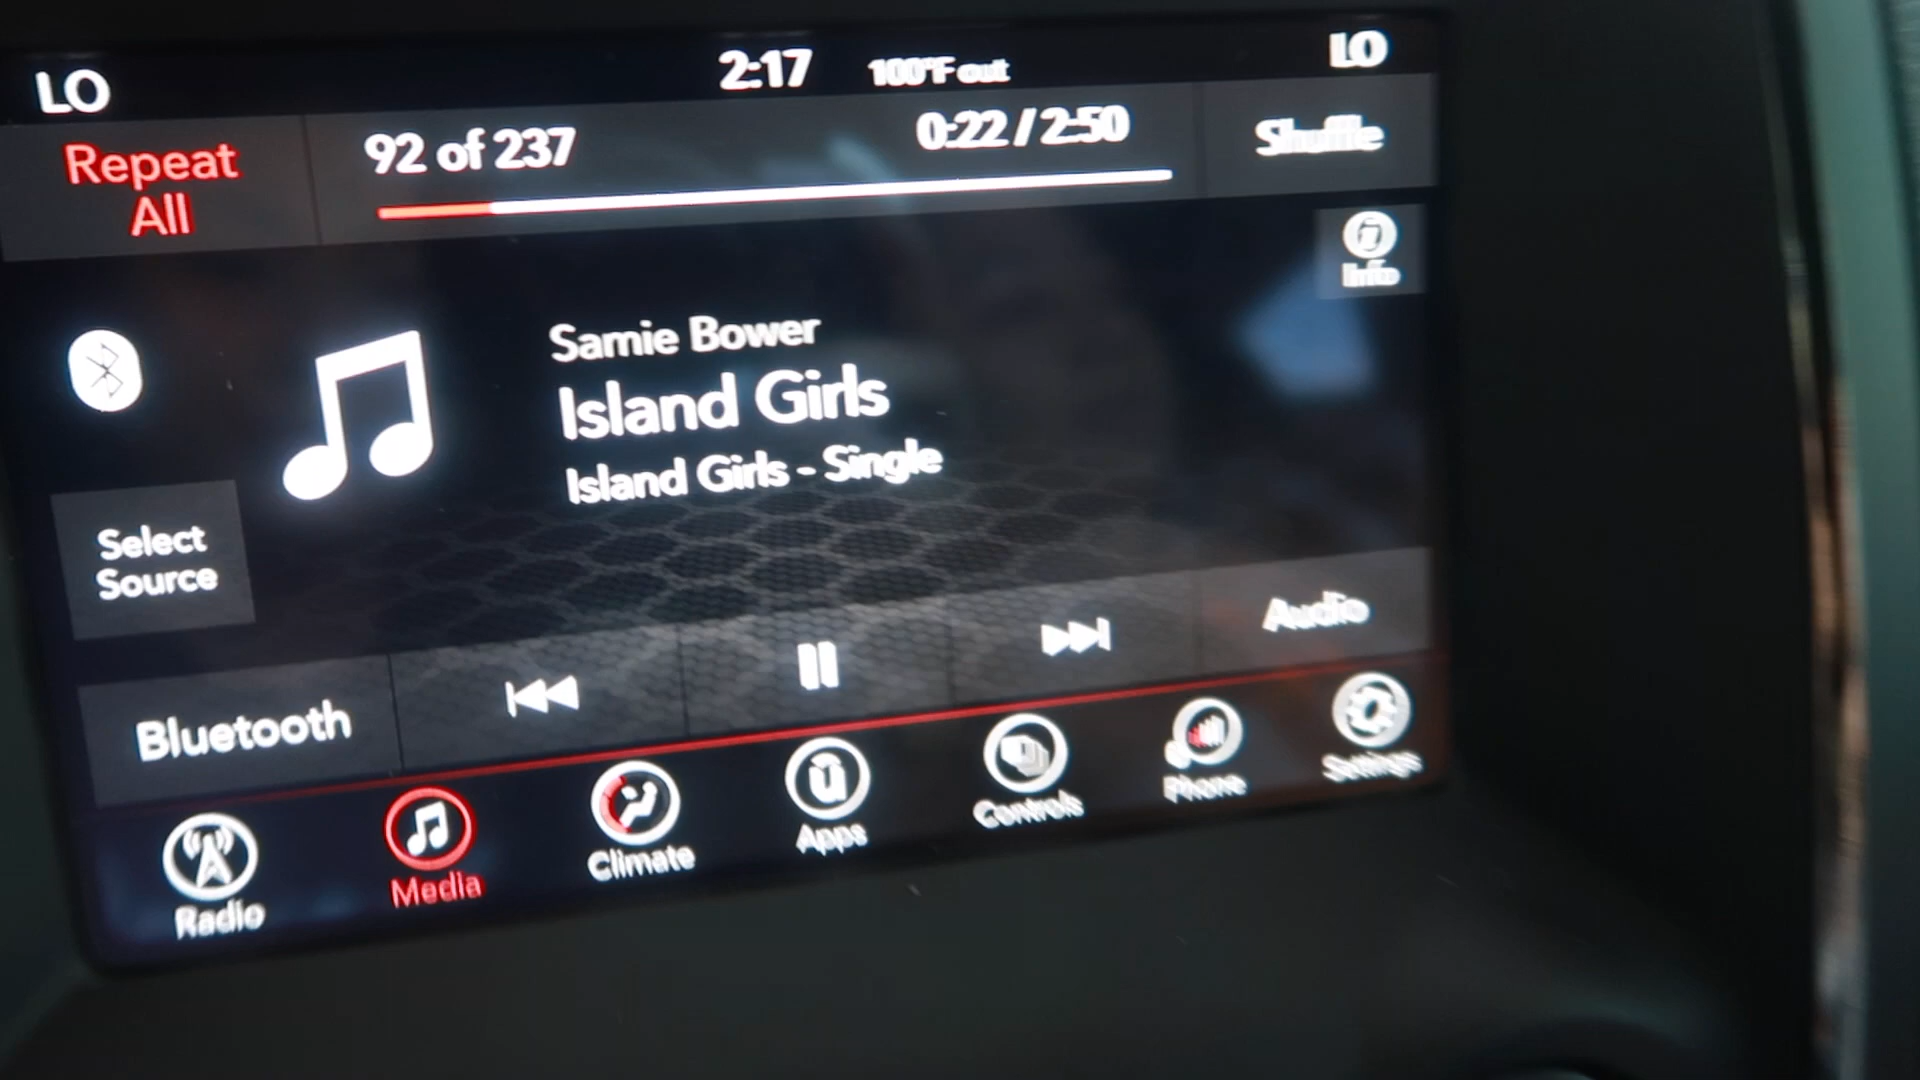 LO
2:17
100°F out
LO
Repeat
All
92 of 237
0:22 / 2:50
Shuffle
Info
Samie Bower
Island Girls
Island Girls - Single
Select
Source
Bluetooth
Audio
Radio
Media
Climate
Apps
Controls
Phone
Settings